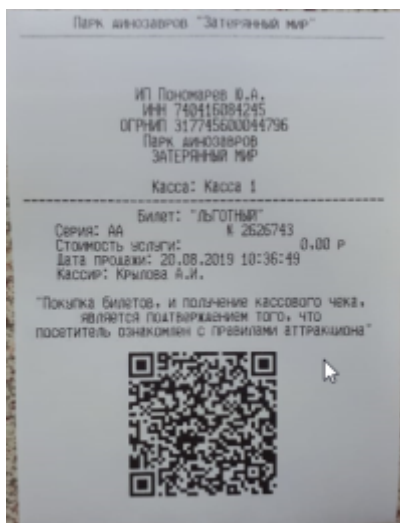 Парк динозавров "Затерянный мир"
ИП Пономарев Ю.А.
ИНН 740416084245
ОГРНИП 317745600044796
Парк динозавров
ЗАТЕРЯННЫЙ МИР
Касса: Касса 1
Билет: "ЛЬГОТНЫЙ"
Серия: АА № 2626743
Стоимость услуги: 0.00 р
Дата продажи: 20.08.2019 10:36:49
Кассир: Крылова А.И.
"Покупка билетов, и получение кассового чека,
является подтверждением того, что
посетитель ознакомлен с правилами аттракциона"